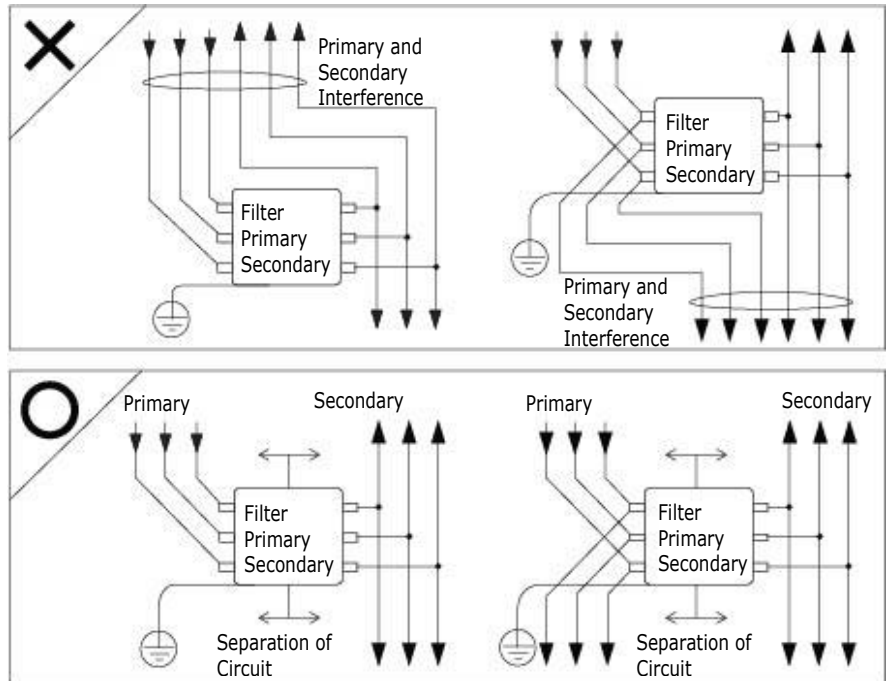 Primary and
Secondary
Interference
Filter
Primary
Secondary
Filter
Primary
Secondary
Primary and
Secondary
Interference
Primary
Secondary
Filter
Primary
Secondary
Separation of
Circuit
Primary
Secondary
Filter
Primary
Secondary
Separation of
Circuit